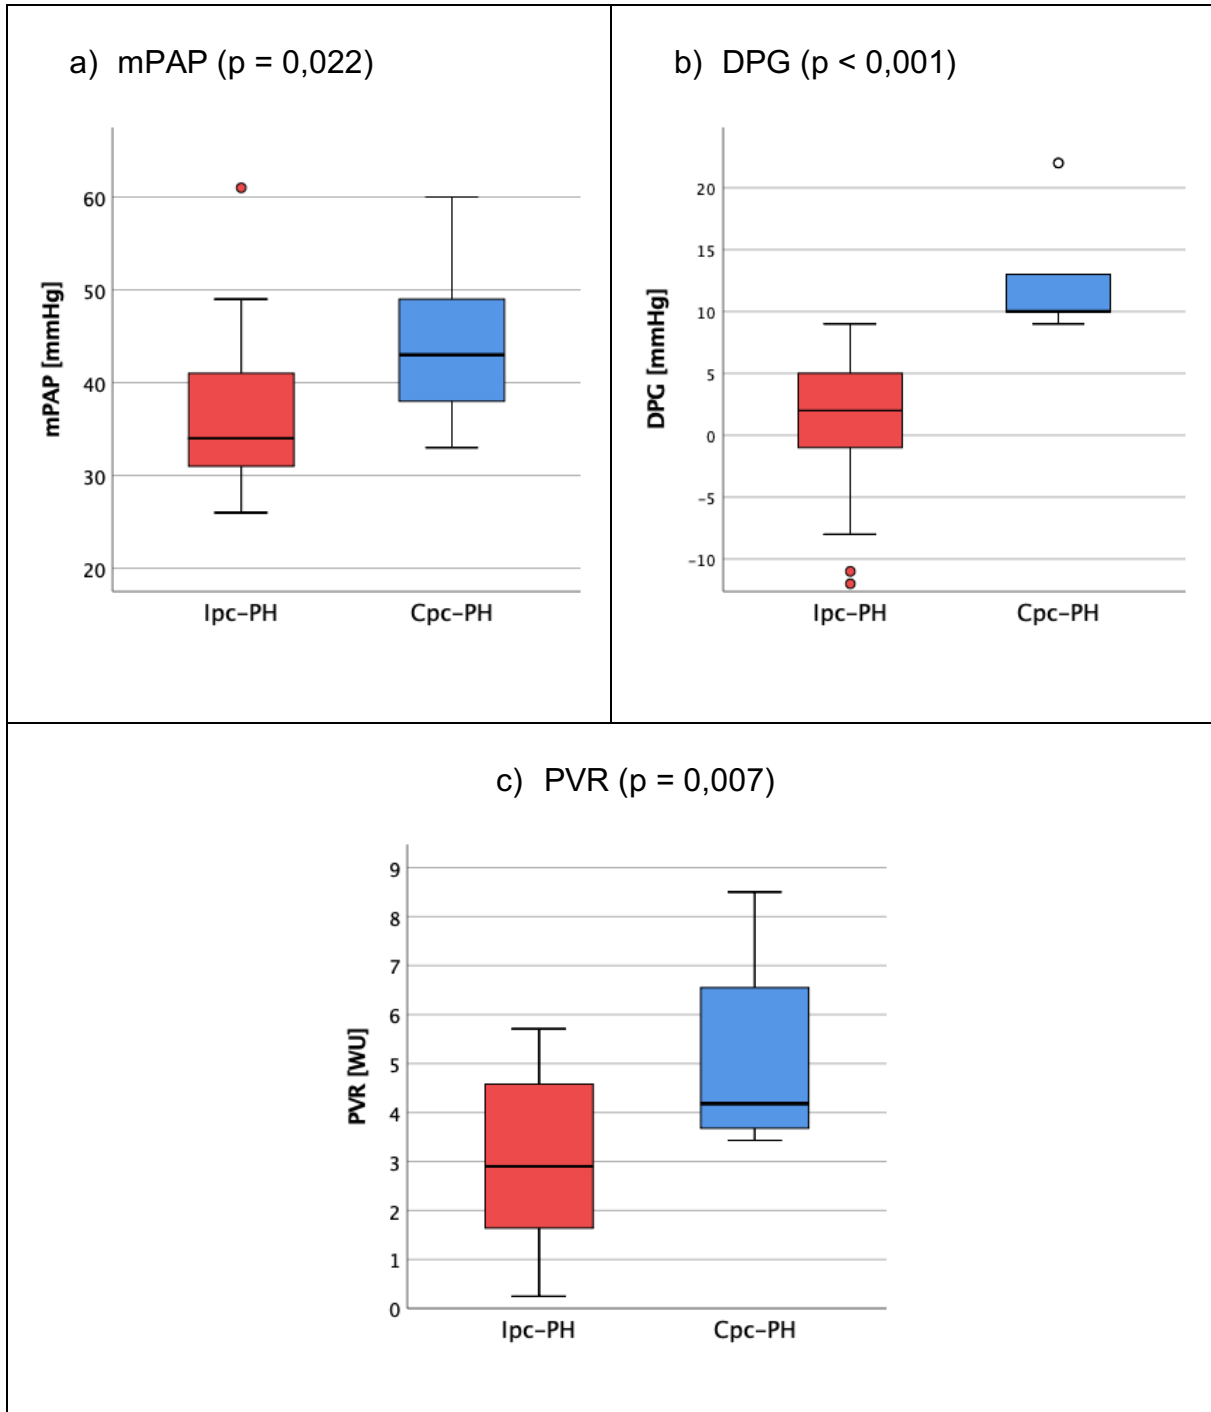 a) mPAP (p = 0,022)
60
50
40
30
20
mPAP [mmHg]
Ipc-PH Cpc-PH
b) DPG (p < 0,001)
20
15
10
5
0
-5
-10
DPG [mmHg]
Ipc-PH Cpc-PH
c) PVR (p = 0,007)
9
8
7
6
5
4
3
2
1
0
PVR [WU]
Ipc-PH Cpc-PH